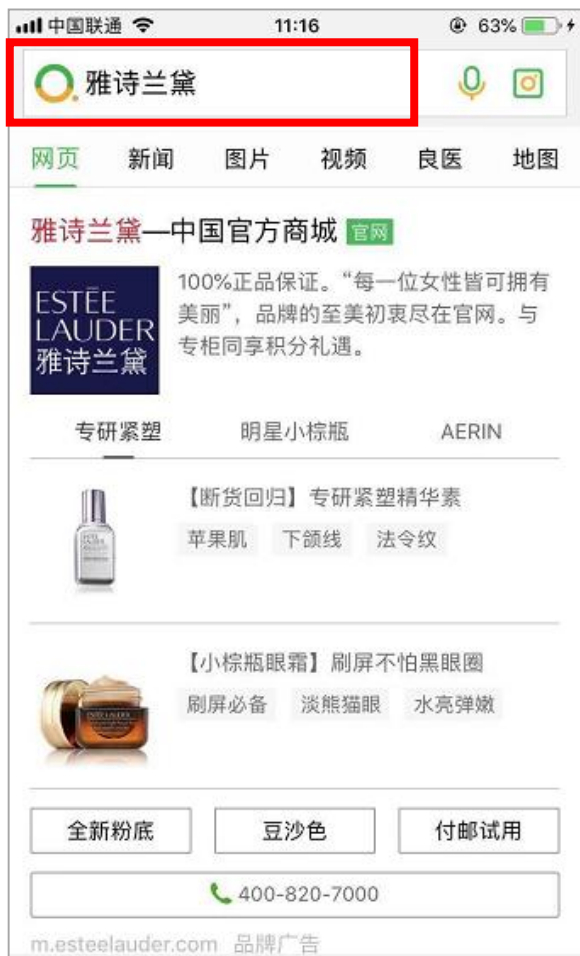 中国联通 11:16 63%
雅诗兰黛
网页 新闻 图片 视频 良医 地图
雅诗兰黛—中国官方商城 官网
ESTĒE
LAUDER
雅诗兰黛
100%正品保证。“每一位女性皆可拥有
美丽”，品牌的至美初衷尽在官网。与
专柜同享积分礼遇。
专研紧塑 明星小棕瓶 AERIN
【断货回归】专研紧塑精华素
苹果肌 下颌线 法令纹
【小棕瓶眼霜】刷屏不怕黑眼圈
刷屏必备 淡熊猫眼 水亮弹嫩
全新粉底 豆沙色 付邮试用
400-820-7000
m.esteelauder.com 品牌广告